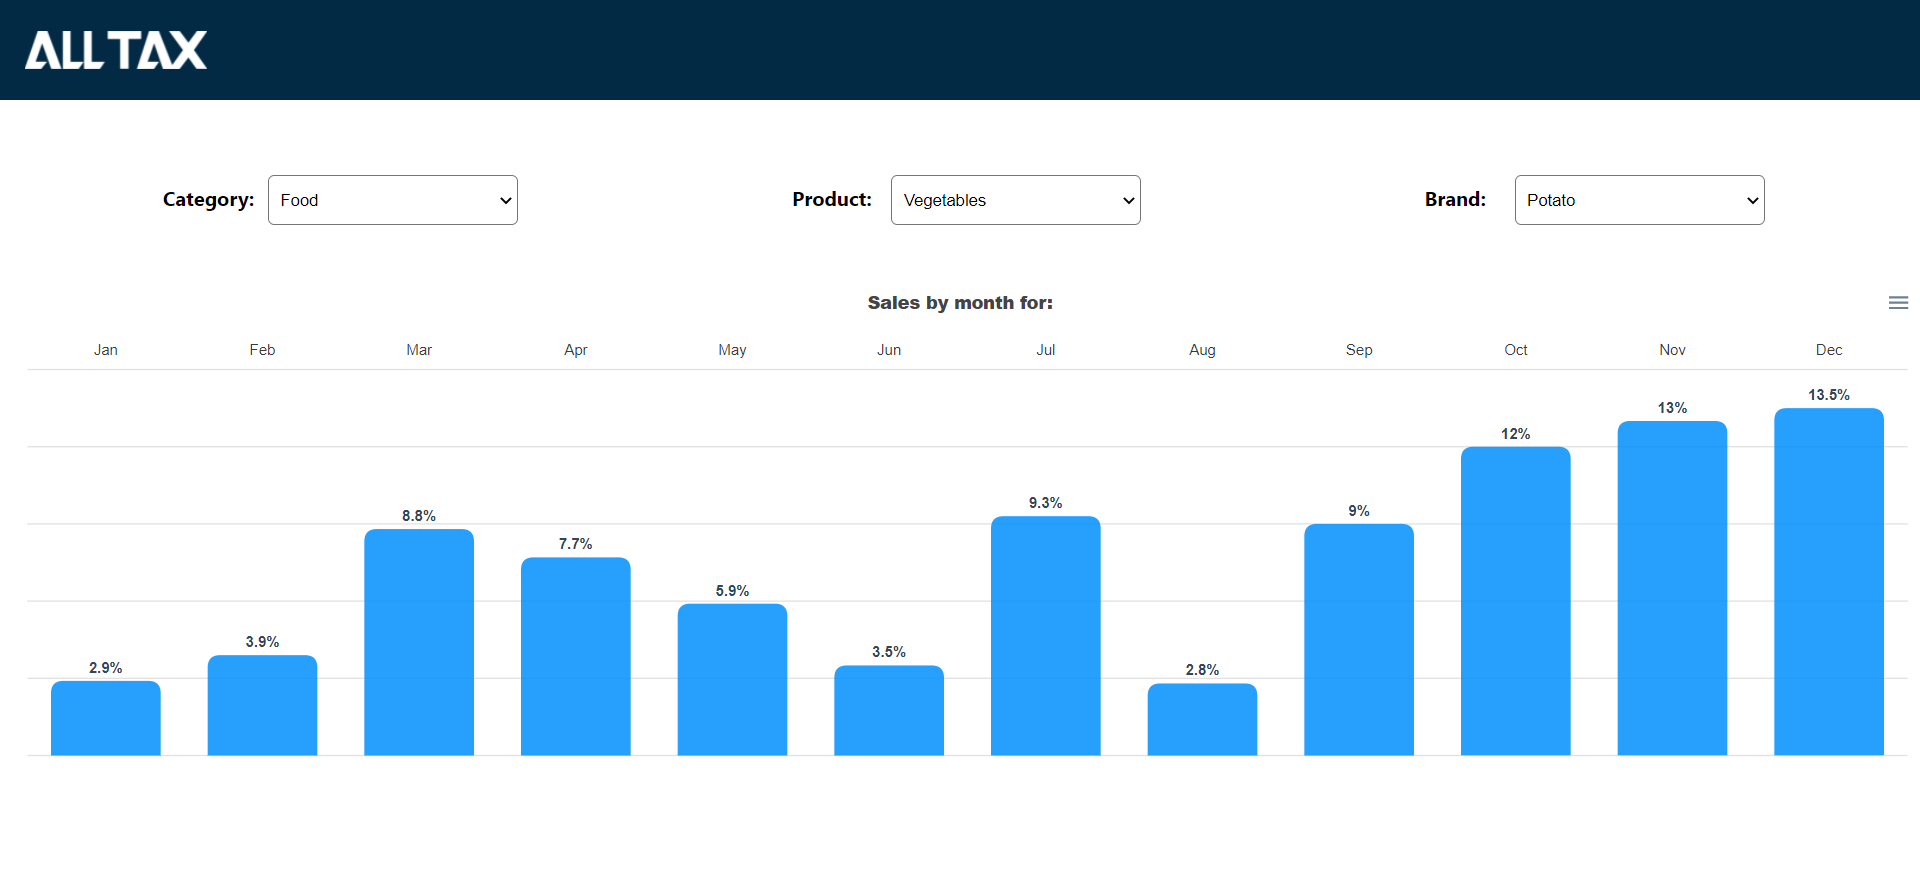 ALL TAX
Category: Food Product: Vegetables Brand: Potato
Sales by month for:
Jan Feb Mar Apr May Jun Jul Aug Sep Oct Nov Dec
2.9% 3.9% 8.8% 7.7% 5.9% 3.5% 9.3% 2.8% 9% 12% 13% 13.5%